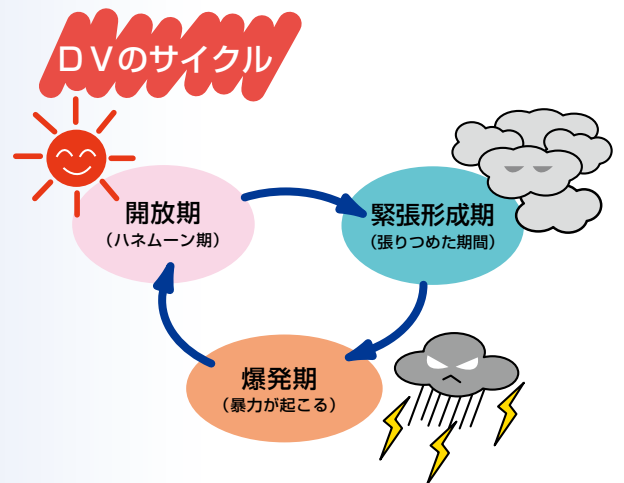 ＤＶのサイクル
開放期
（ハネムーン期）
緊張形成期
（張りつめた期間）
爆発期
（暴力が起こる）